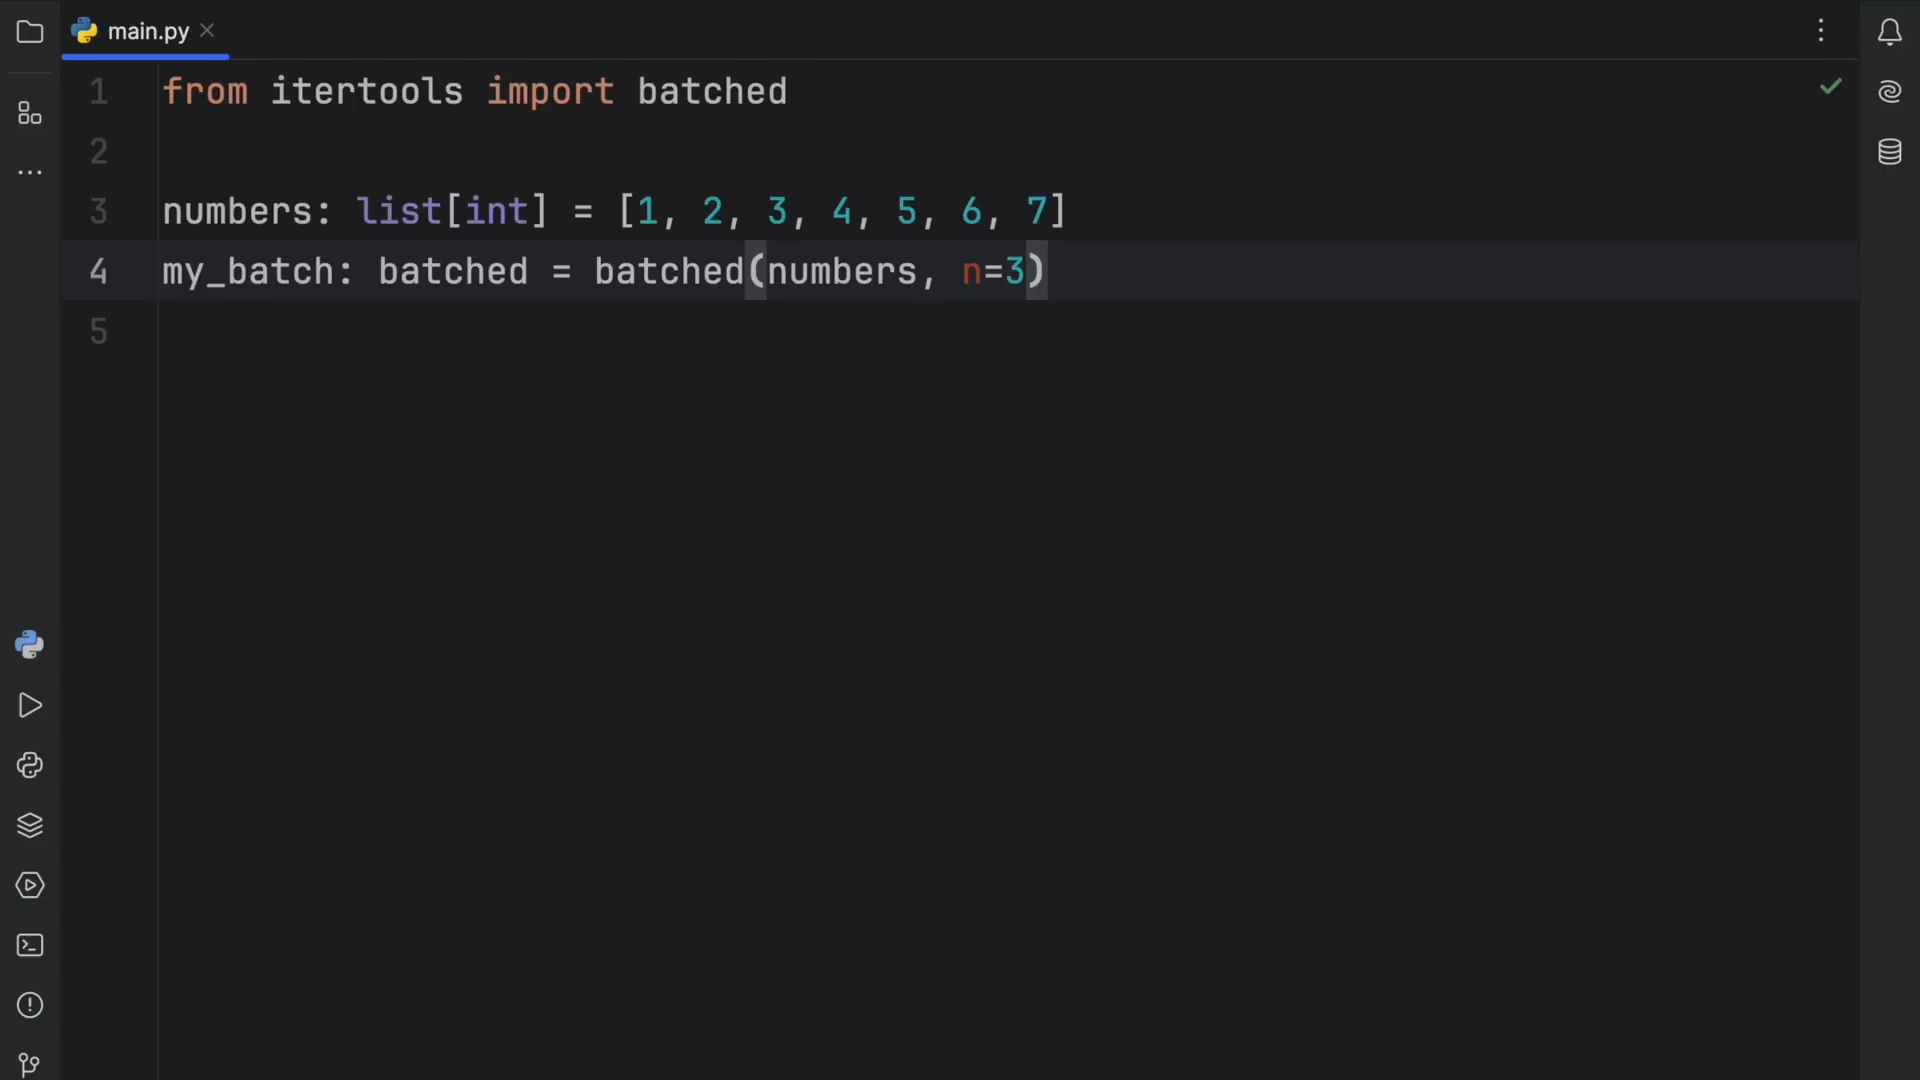 main.py
1 from itertools import batched
2
3 numbers: list[int] = [1, 2, 3, 4, 5, 6, 7]
4 my_batch: batched = batched(numbers, n=3)
5